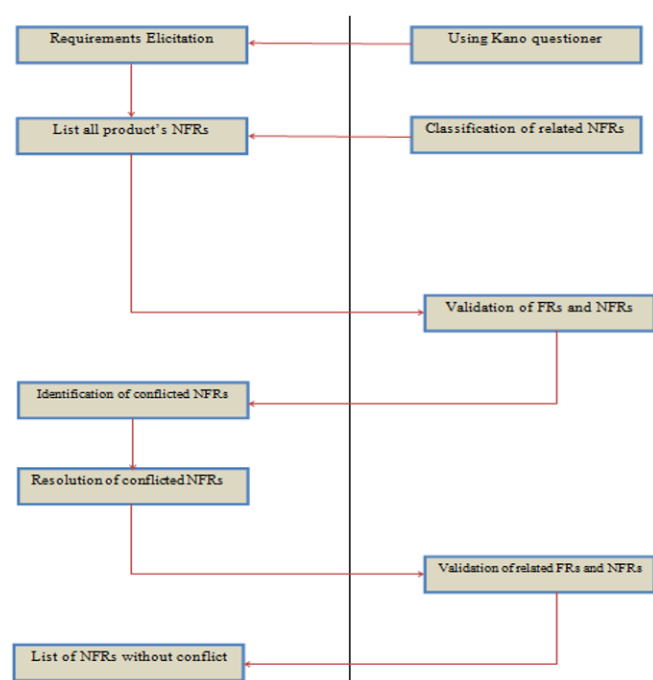 Requirements Elicitation
Using Kano questioner
List all product's NFRs
Classification of related NFRs
Validation of FRs and NFRs
Identification of conflicted NFRs
Resolution of conflicted NFRs
Validation of related FRs and NFRs
List of NFRs without conflict